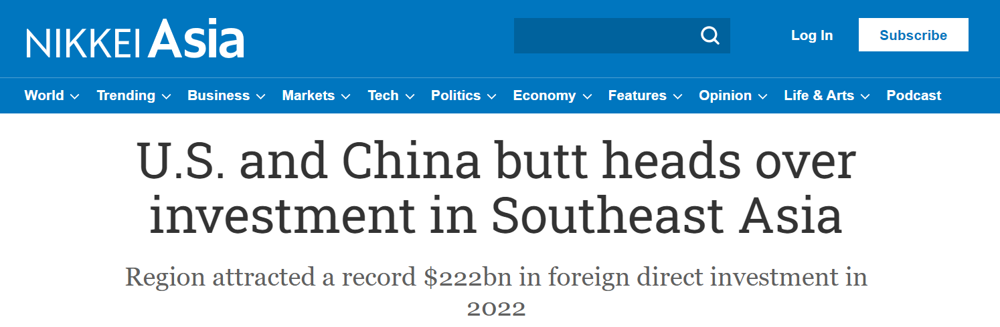 NIKKEI Asia
Log In
Subscribe
World Trending Business Markets Tech Politics Economy Features Opinion Life & Arts Podcast
U.S. and China butt heads over
investment in Southeast Asia
Region attracted a record $222bn in foreign direct investment in
2022